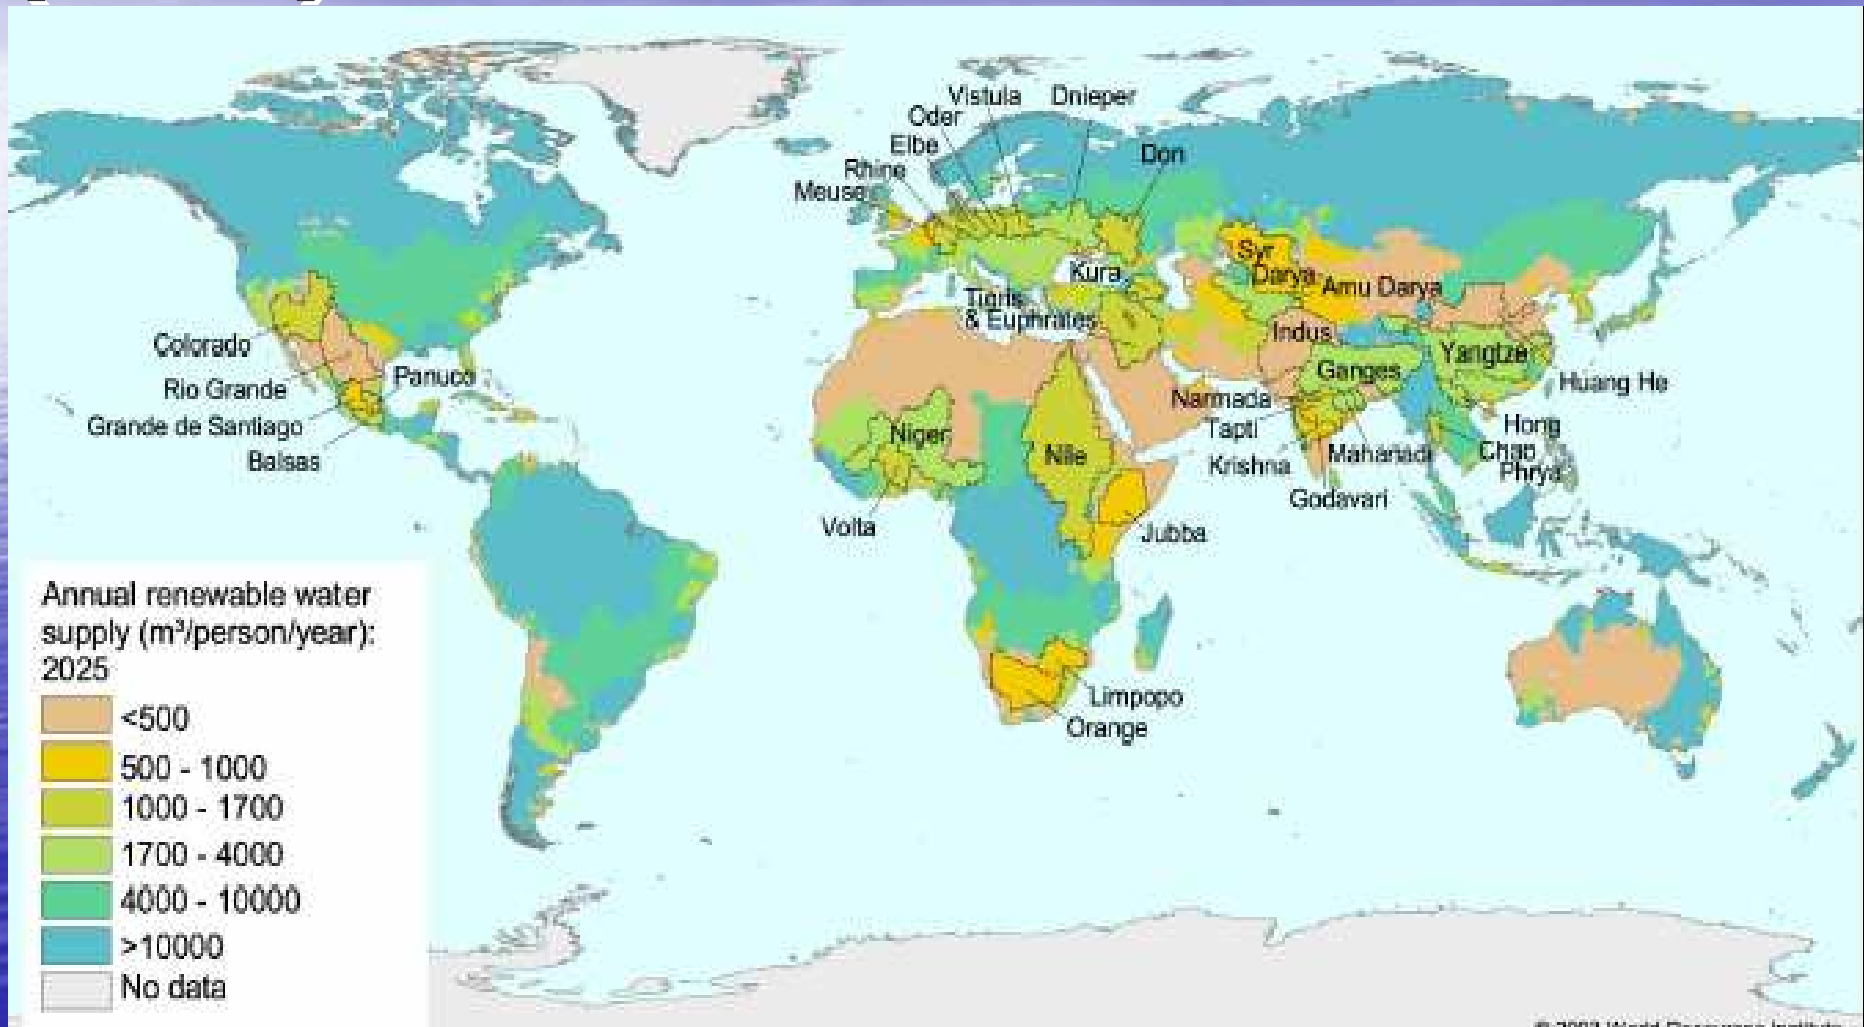 Vistula
Dnieper
Oder
Elbe
Don
Rhine
Meuse
Syr
Darya
Kura
Amu Darya
Tigris
& Euphrates
Indus
Colorado
Yangtze
Ganges
Panuco
Rio Grande
Huang He
Narmada
Grande de Santiago
Niger
Tapti
Hong
Nile
Mahanadi
Chao
Phrya
Balsas
Krishna
Godavari
Volta
Jubba
Limpopo
Orange
Annual renewable water
supply (m³/person/year):
2025
<500
500 - 1000
1000 - 1700
1700 - 4000
4000 - 10000
>10000
No data